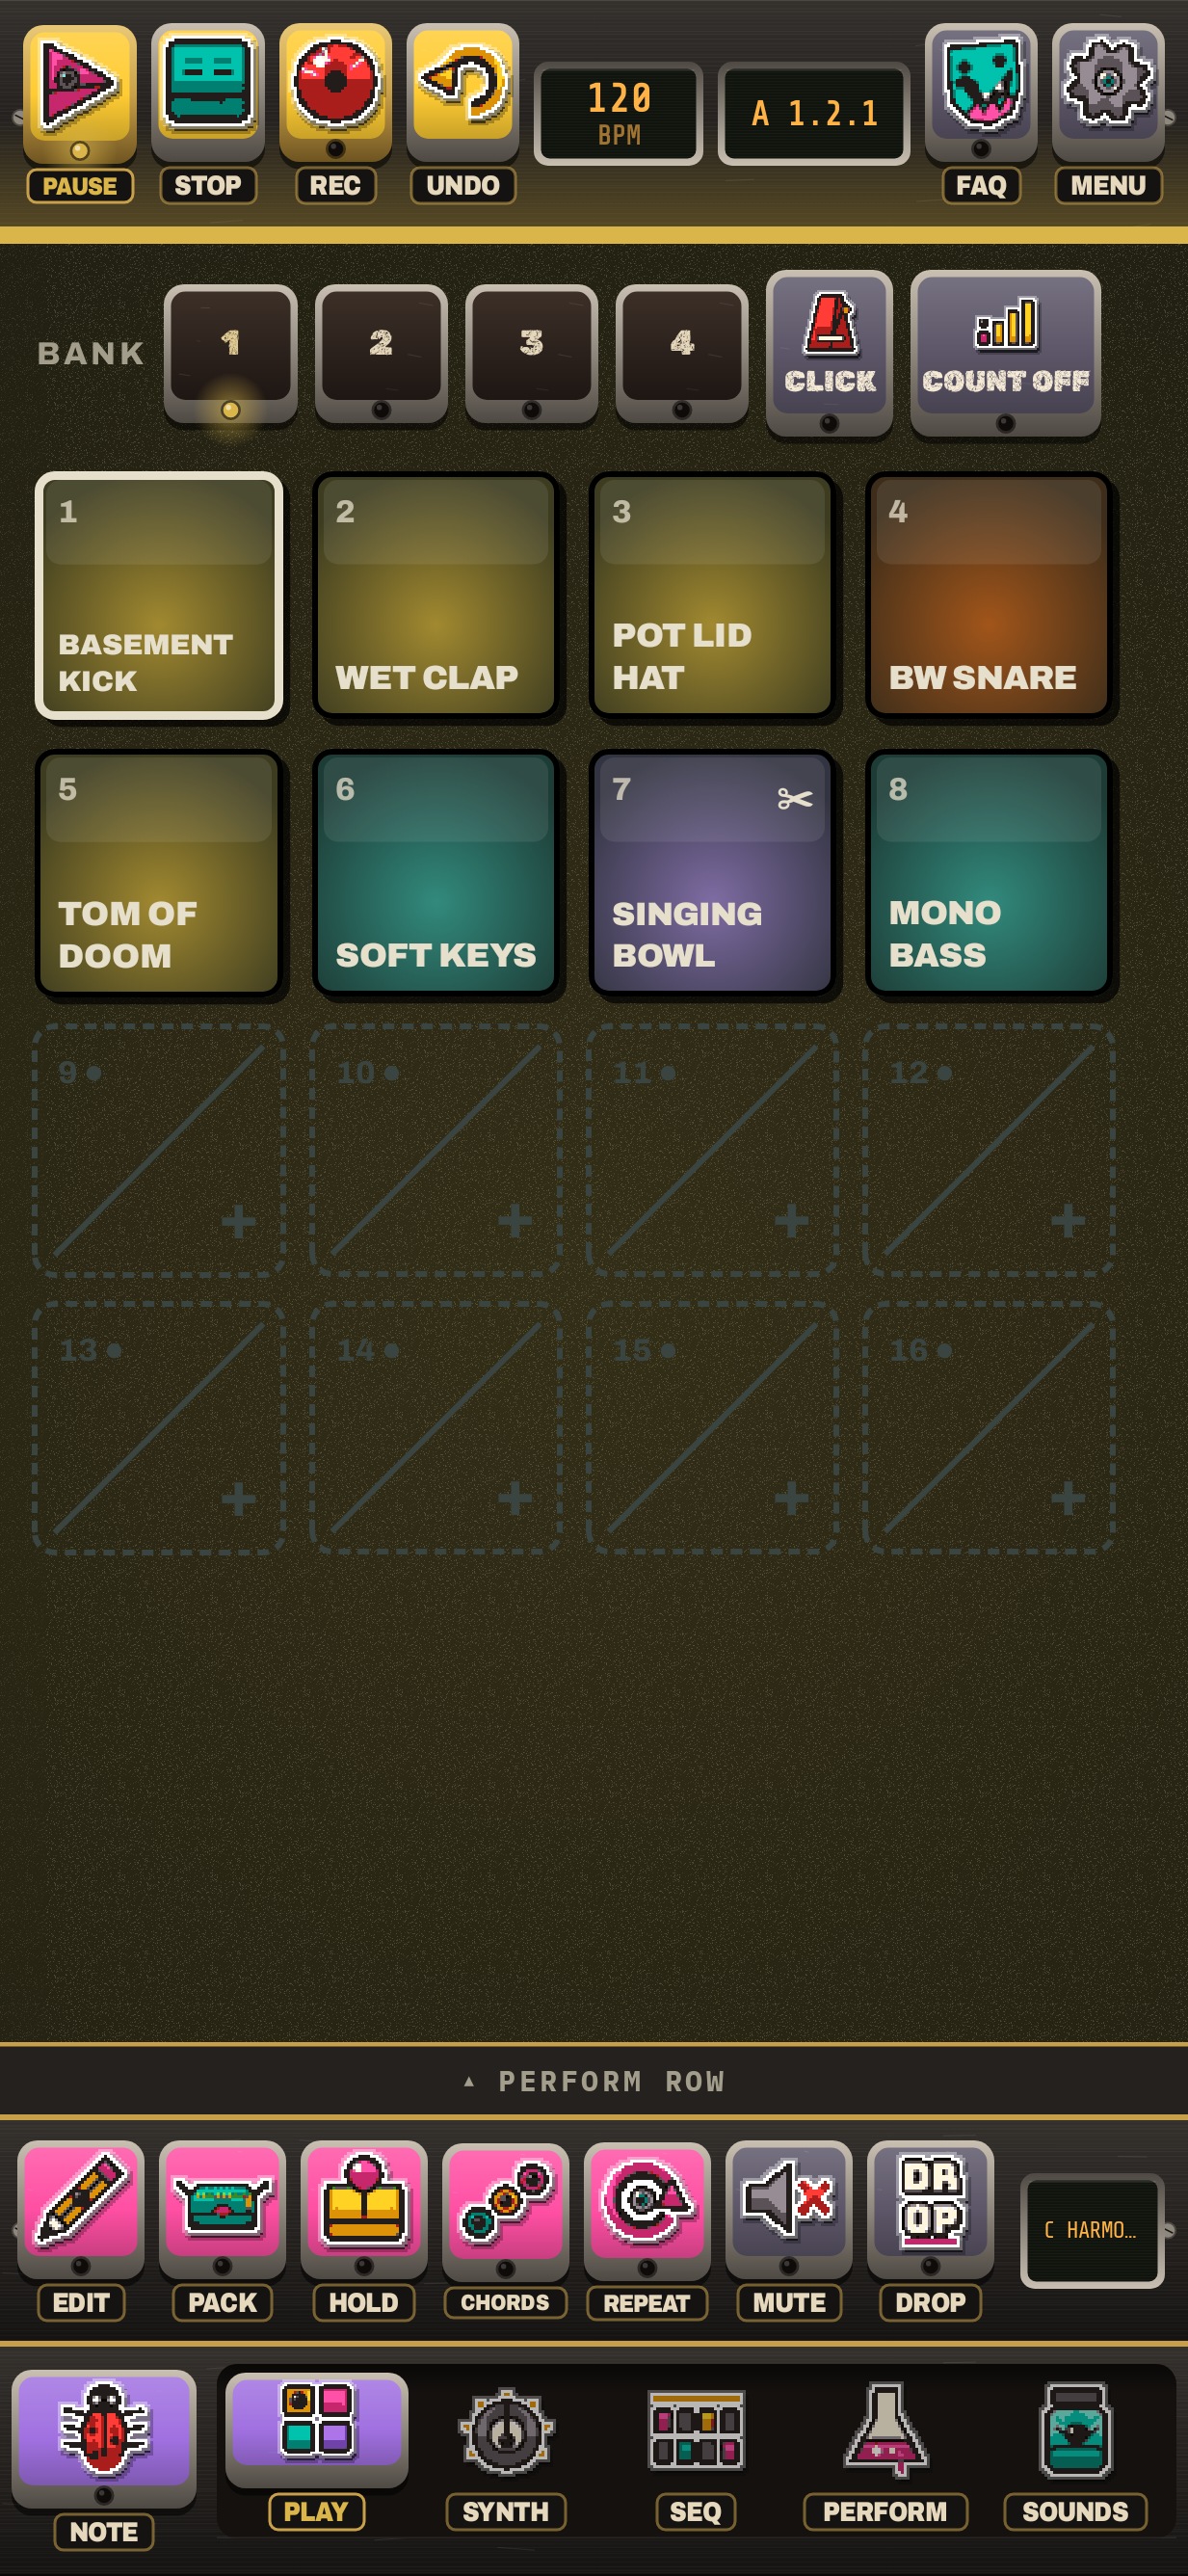 120
BPM
A 1.2.1
PAUSE
STOP
REC
UNDO
FAQ
MENU
BANK
1
2
3
4
CLICK
COUNT OFF
1
BASEMENT
KICK
2
WET CLAP
3
POT LID
HAT
4
BW SNARE
5
TOM OF
DOOM
6
SOFT KEYS
7
SINGING
BOWL
8
MONO
BASS
9
10
11
12
13
14
15
16
▲ PERFORM ROW
DR
OP
C HARMO…
EDIT
PACK
HOLD
CHORDS
REPEAT
MUTE
DROP
NOTE
PLAY
SYNTH
SEQ
PERFORM
SOUNDS